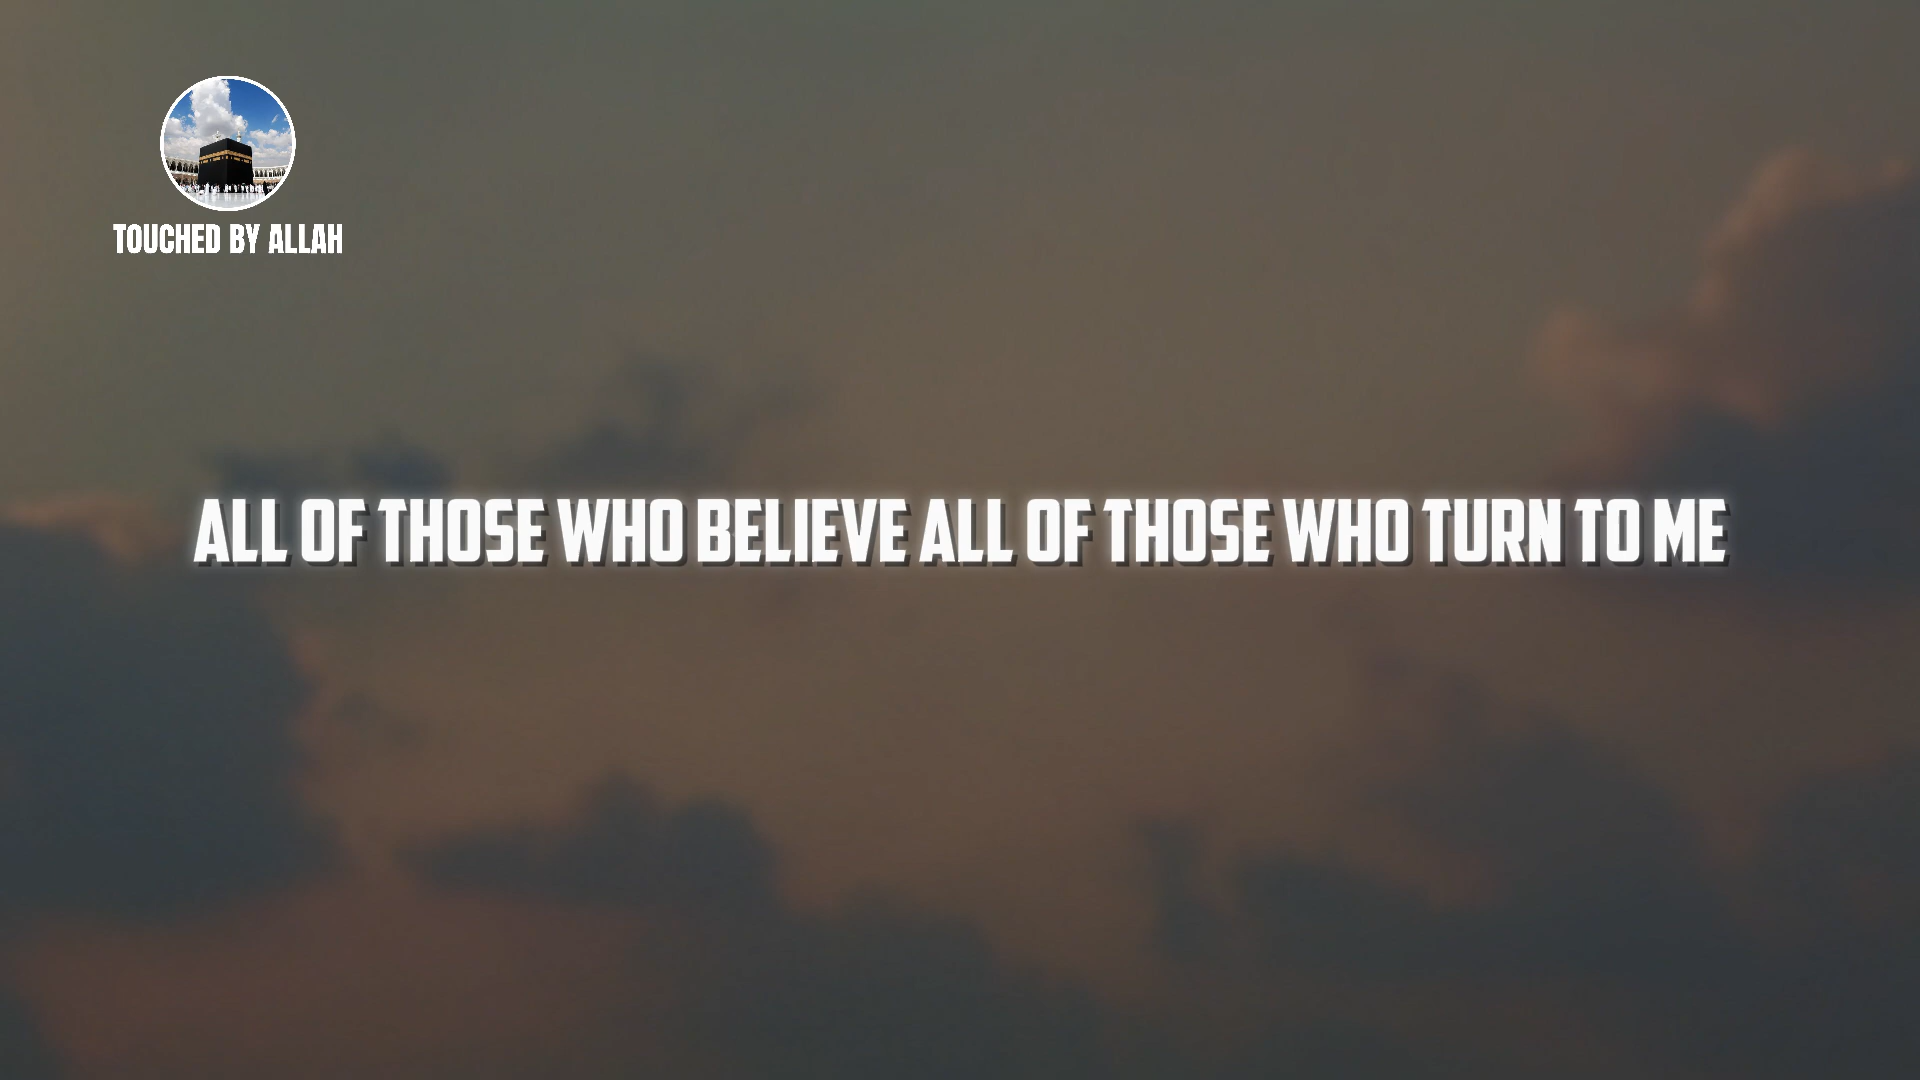 TOUCHED BY ALLAH
ALL OF THOSE WHO BELIEVE ALL OF THOSE WHO TURN TO ME